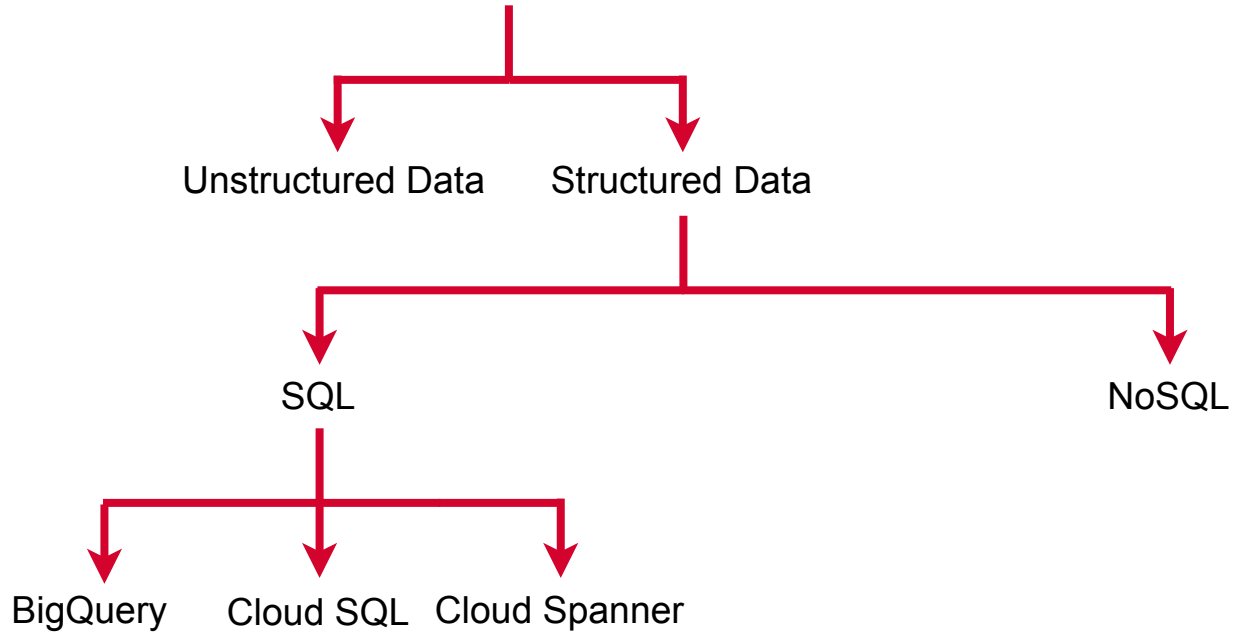 Unstructured Data
Structured Data
SQL
NoSQL
BigQuery
Cloud SQL
Cloud Spanner